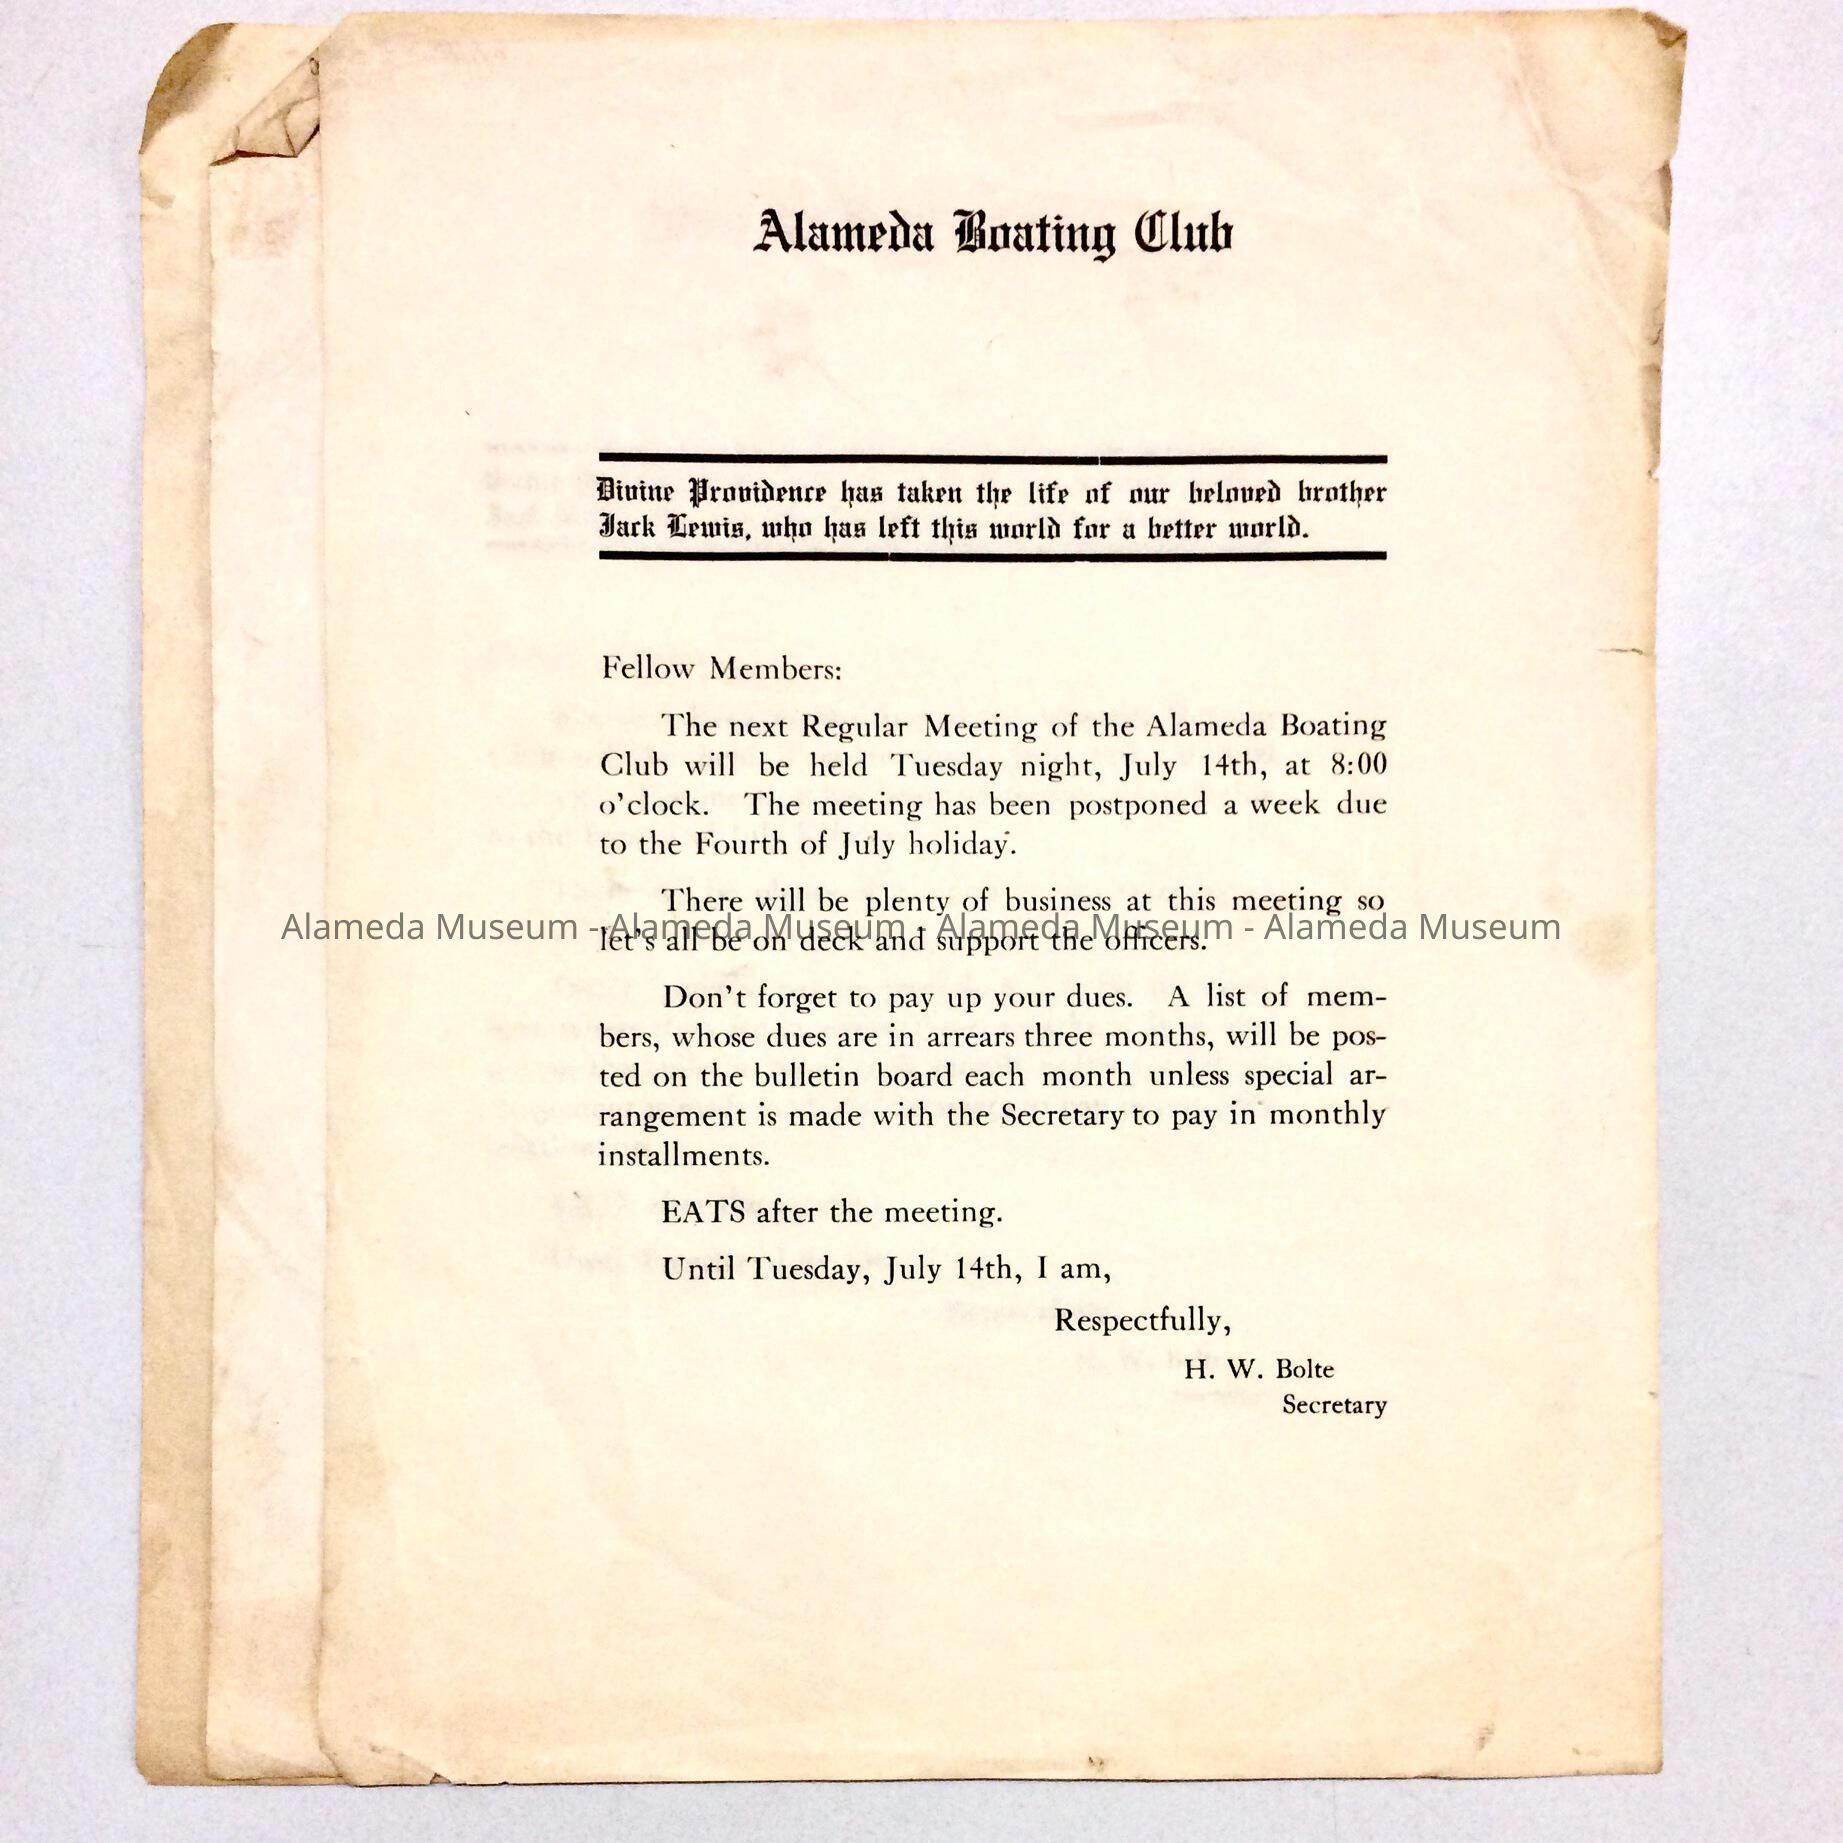 Alameda Boating Club
Divine Providence has taken the life of our beloved brother
Jack Lewis, who has left this world for a better world.
Fellow Members:
The next Regular Meeting of the Alameda Boating
Club will be held Tuesday night, July 14th, at 8:00
o'clock. The meeting has been postponed a week due
to the Fourth of July holiday.
There will be plenty of business at this meeting so
Alameda Museum - Alameda Museum - Alameda Museum - Alameda Museum
let's all be on deck and support the officers.
Don't forget to pay up your dues. A list of mem-
bers, whose dues are in arrears three months, will be pos-
ted on the bulletin board each month unless special ar-
rangement is made with the Secretary to pay in monthly
installments.
EATS after the meeting.
Until Tuesday, July 14th, I am,
Respectfully,
H. W. Bolte
Secretary